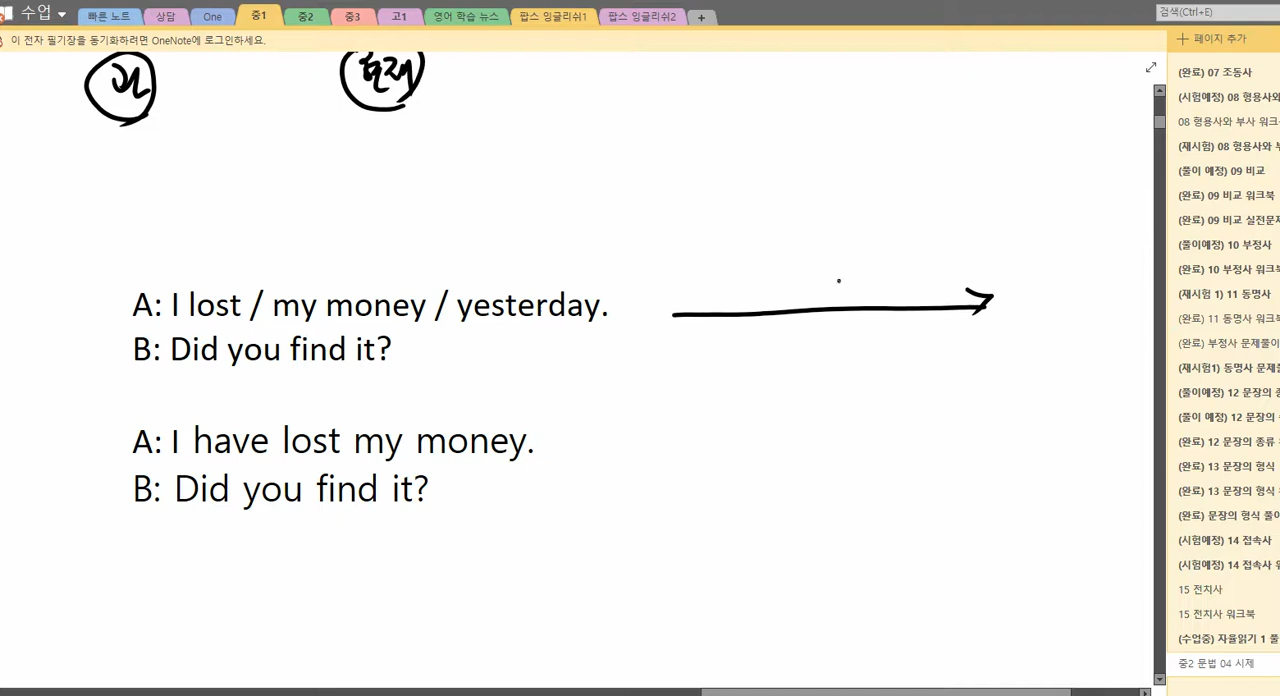 수업
빠른 노트
상담
One
중1
중2
중3
고1
영어 학습 뉴스
팝스 잉글리쉬1
팝스 잉글리쉬2
검색(Ctrl+E)
이 전자 필기장을 동기화하려면 OneNote에 로그인하세요.
페이지 추가
A: I lost / my money / yesterday.
B: Did you find it?
A: I have lost my money.
B: Did you find it?
(완료) 07 조동사
(시험예정) 08 형용사와
08 형용사와 부사 워크
(재시험) 08 형용사와
(풀이 예정) 09 비교
(완료) 09 비교 워크북
(완료) 09 비교 실전문
(풀이예정) 10 부정사
(완료) 10 부정사 워크
(재시험 1) 11 동명사
(완료) 11 동명사 워크
(완료) 부정사 문제풀이
(재시험1) 동명사 문제
(풀이예정) 12 문장의
(풀이 예정) 12 문장의
(완료) 12 문장의 종류
(완료) 13 문장의 형식
(완료) 13 문장의 형식
(완료) 문장의 형식 풀이
(시험예정) 14 접속사
(시험예정) 14 접속사
15 전치사
15 전치사 워크북
(수업중) 자율읽기 1
중2 문법 04 시제